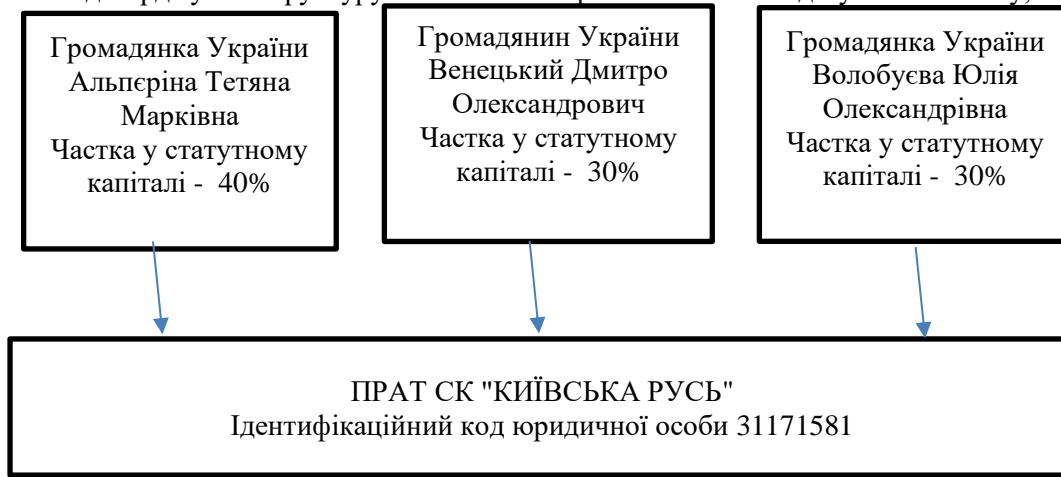 Громадянка України
Альпєріна Тетяна
Марківна
Частка у статутному
капіталі - 40%
Громадянин України
Венецький Дмитро
Олександрович
Частка у статутному
капіталі - 30%
Громадянка України
Волобуєва Юлія
Олександрівна
Частка у статутному
капіталі - 30%
ПРАТ СК "КИЇВСЬКА РУСЬ"
Ідентифікаційний код юридичної особи 31171581